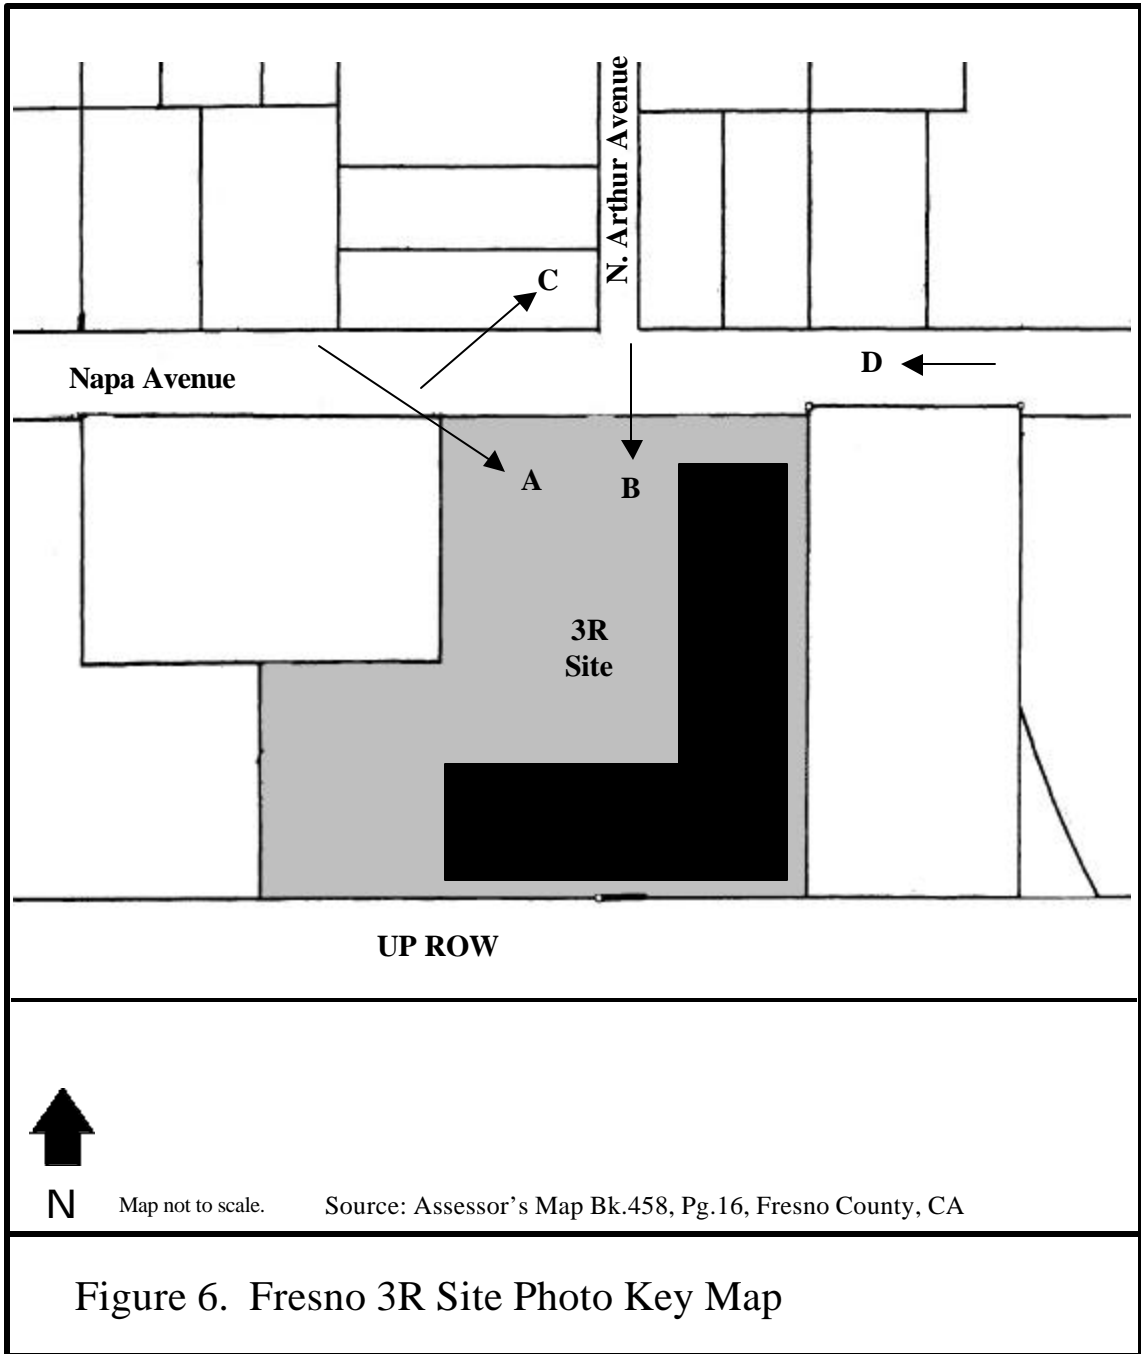 N. Arthur Avenue
C
Napa Avenue
D
A
B
3R
Site
UP ROW
N
Map not to scale.
Source: Assessor's Map Bk.458, Pg.16, Fresno County, CA
Figure 6. Fresno 3R Site Photo Key Map